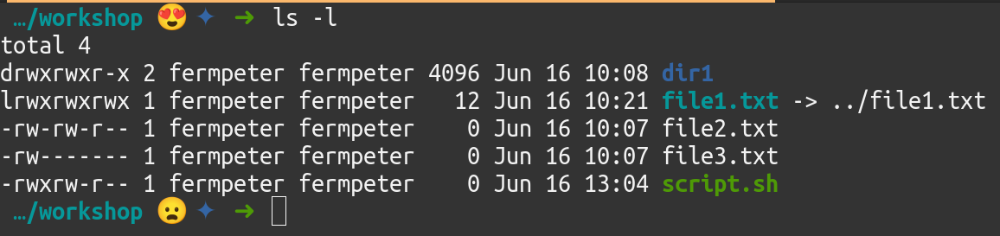 …/workshop 😍 ✦ ➜ ls -l
total 4
drwxrwxr-x 2 fermpeter fermpeter 4096 Jun 16 10:08 dir1
lrwxrwxrwx 1 fermpeter fermpeter   12 Jun 16 10:21 file1.txt -> ../file1.txt
-rw-rw-r-- 1 fermpeter fermpeter    0 Jun 16 10:07 file2.txt
-rw------- 1 fermpeter fermpeter    0 Jun 16 10:07 file3.txt
-rwxrw-r-- 1 fermpeter fermpeter    0 Jun 16 13:04 script.sh
…/workshop 😦 ✦ ➜